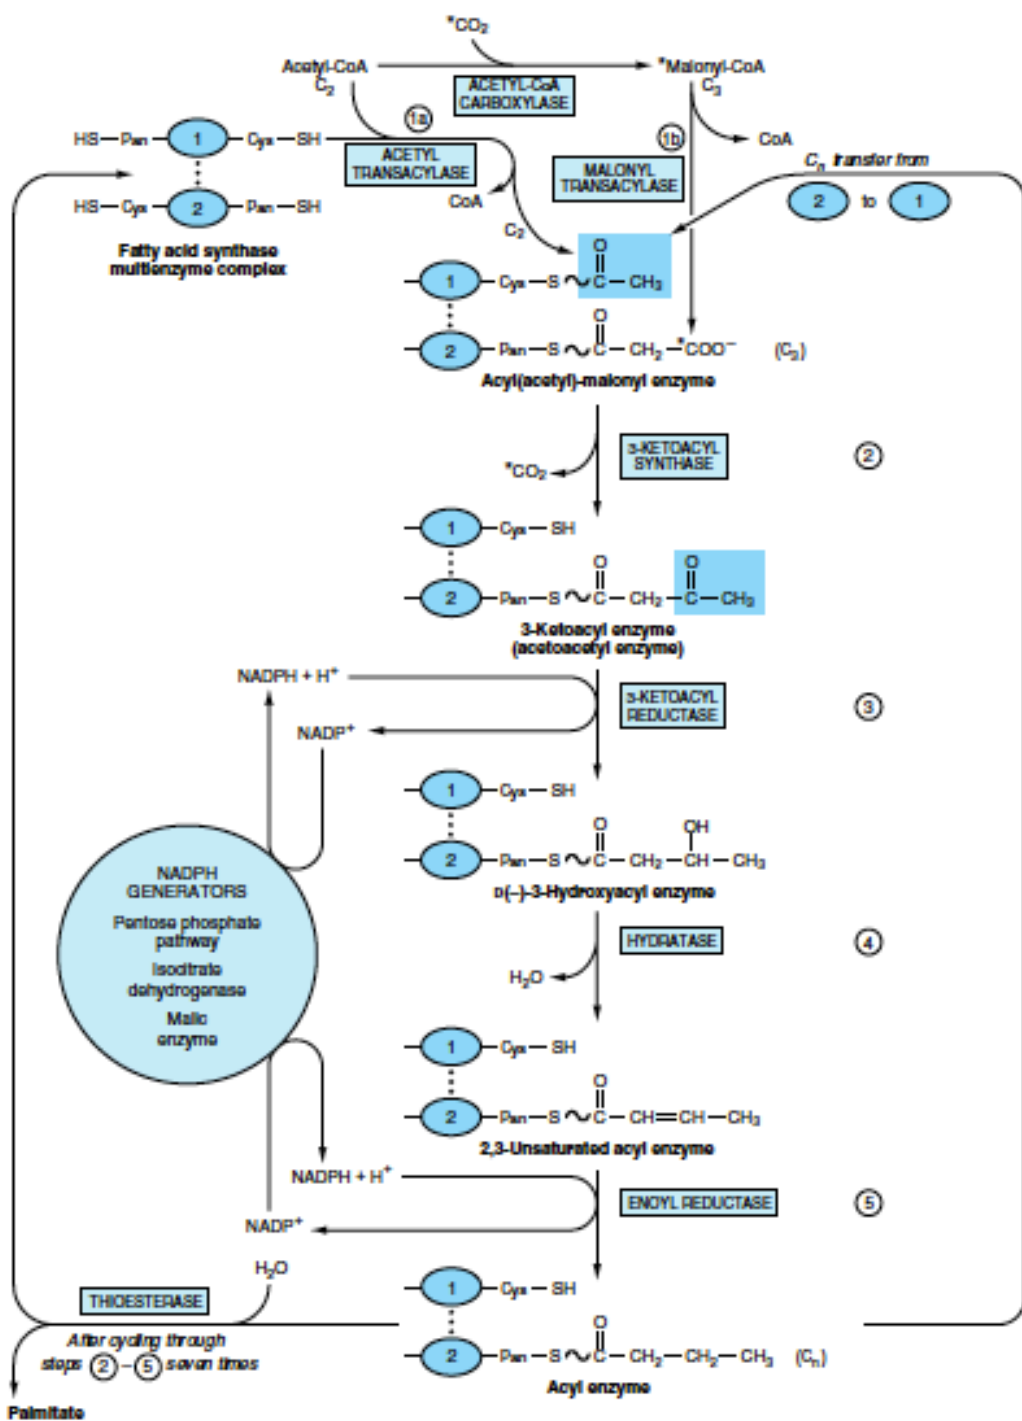 *CO₂
Acetyl-CoA
C₂
*Malonyl-CoA
C₃
ACETYL-CoA
CARBOXYLASE
1a
1b
HS—Pan—1—Cys—SH
ACETYL
TRANSACYLASE
MALONYL
TRANSACYLASE
CoA
Cₙ transfer from
2 to 1
HS—Cys—2—Pan—SH
CoA
C₂
Fatty acid synthase
multienzyme complex
O
1—Cys—S~C—CH₃
O
2—Pan—S~C—CH₂—*COO⁻ (C₃)
Acyl(acetyl)-malonyl enzyme
3-KETOACYL
SYNTHASE
2
*CO₂
1—Cys—SH
O O
2—Pan—S~C—CH₂—C—CH₃
3-Ketoacyl enzyme
(acetoacetyl enzyme)
NADPH + H⁺
3-KETOACYL
REDUCTASE
3
NADP⁺
1—Cys—SH
O OH
2—Pan—S~C—CH₂—CH—CH₃
D(–)-3-Hydroxyacyl enzyme
NADPH
GENERATORS
Pentose phosphate
pathway
Isocitrate
dehydrogenase
Malic
enzyme
HYDRATASE
4
H₂O
1—Cys—SH
O
2—Pan—S~C—CH=CH—CH₃
2,3-Unsaturated acyl enzyme
NADPH + H⁺
ENOYL REDUCTASE
5
NADP⁺
H₂O
THIOESTERASE
1—Cys—SH
After cycling through
steps 2–5 seven times
O
2—Pan—S~C—CH₂—CH₂—CH₃ (Cₙ)
Acyl enzyme
Palmitate